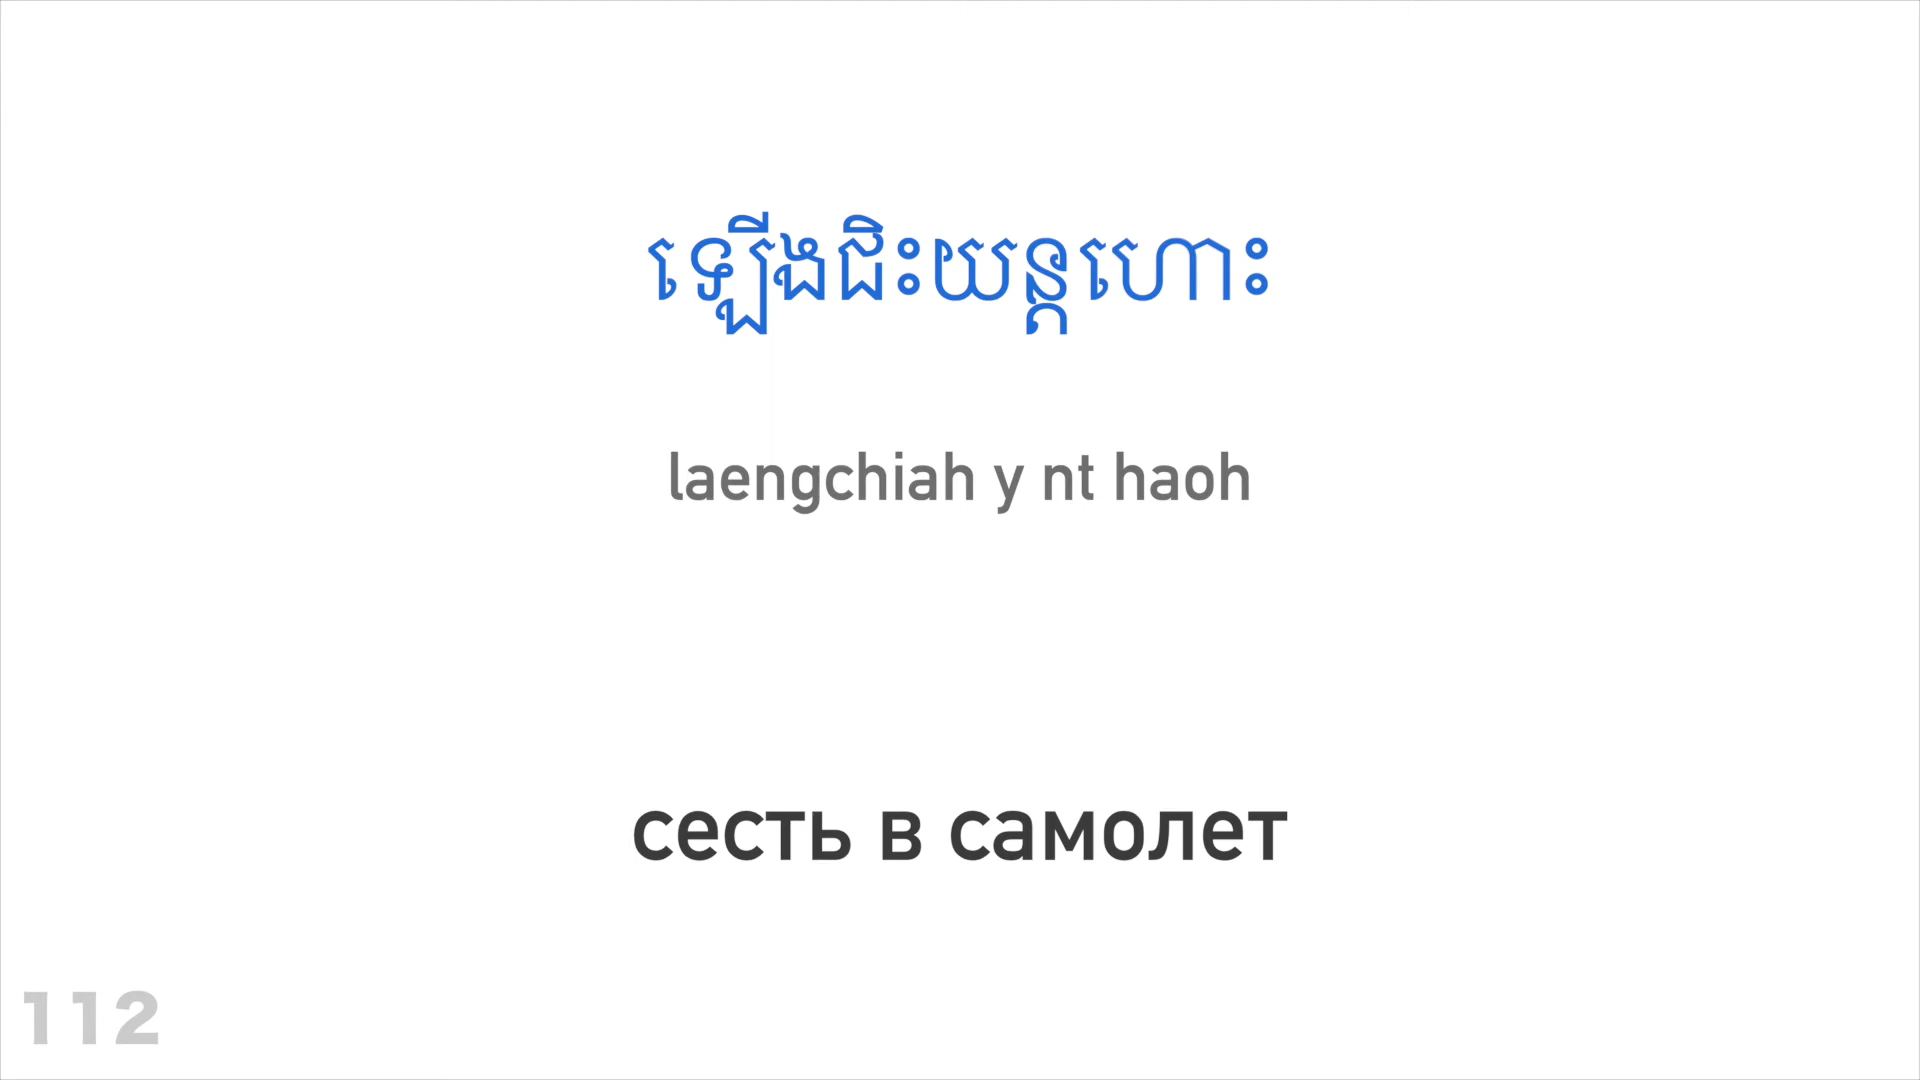 ឡើងជិះយន្តហោះ
laengchiah y nt haoh
сесть в самолет
112